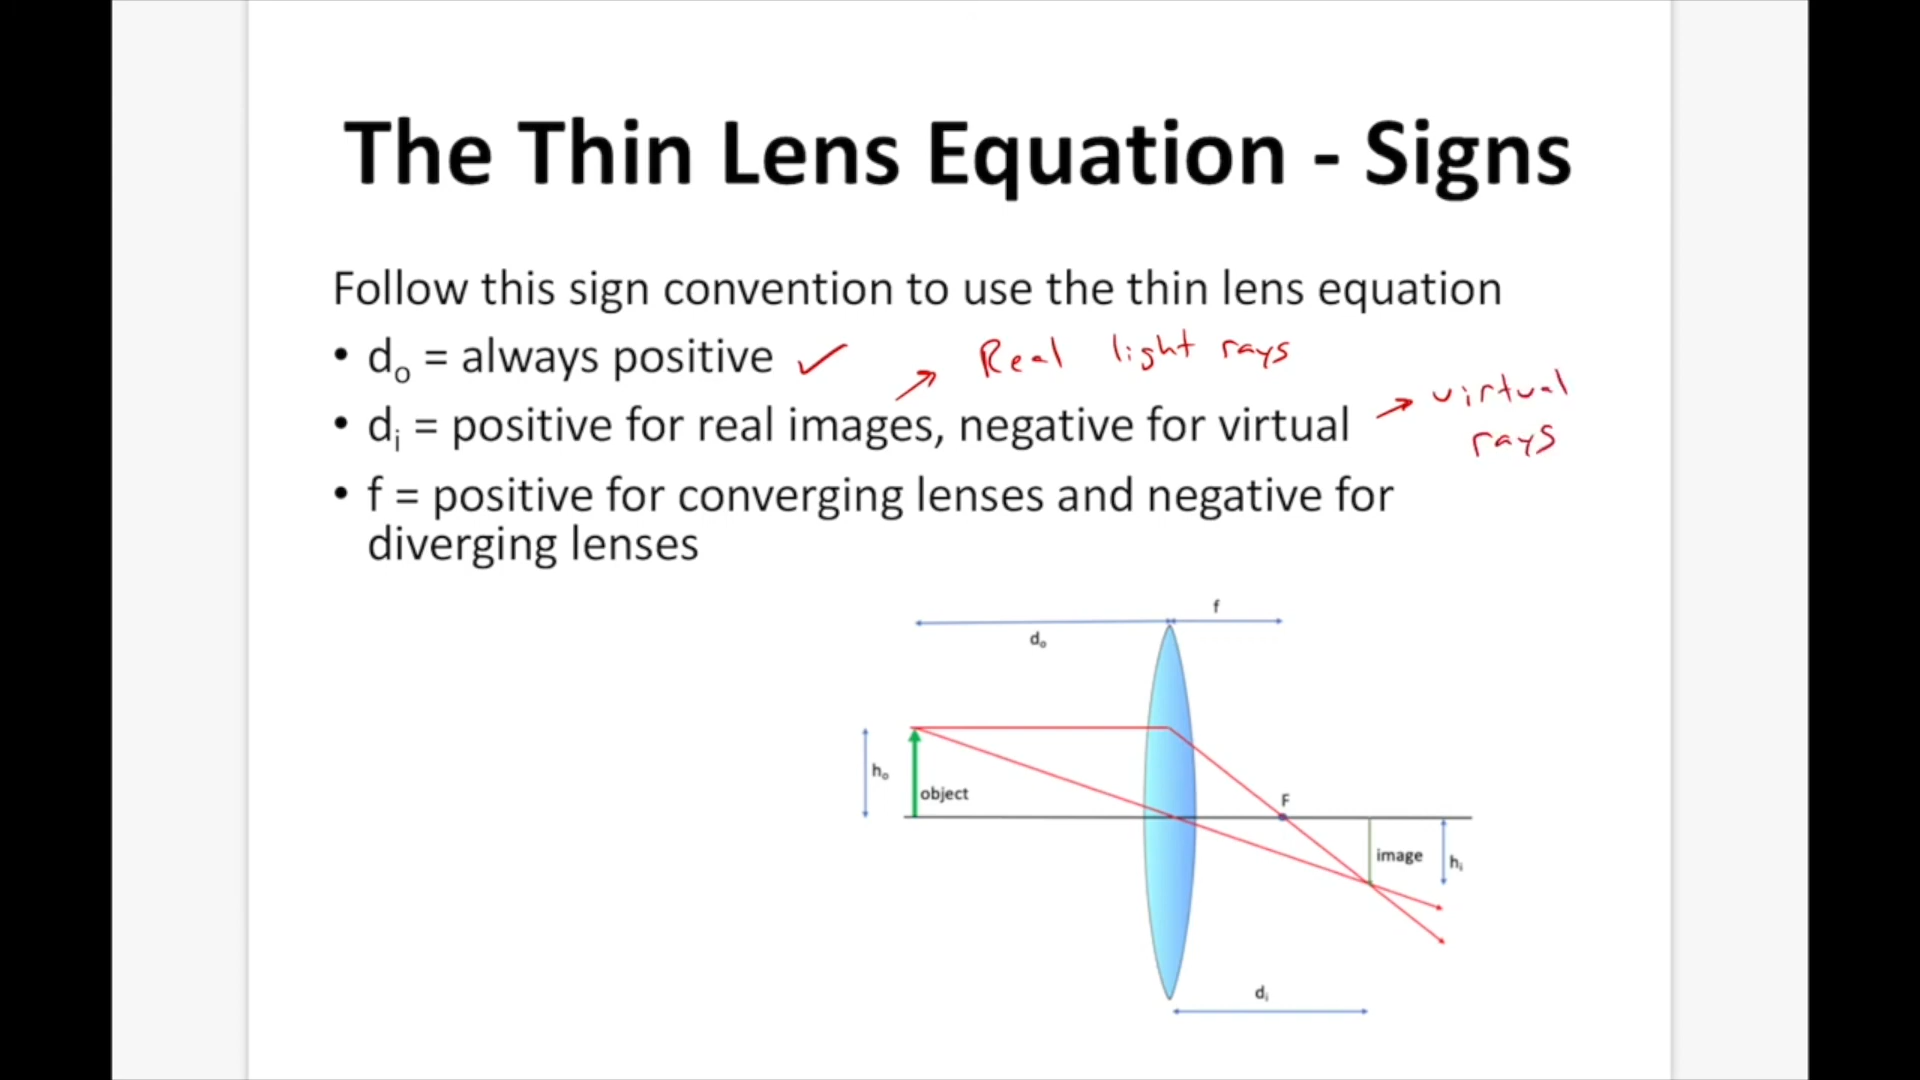 The Thin Lens Equation - Signs
Follow this sign convention to use the thin lens equation
• dₒ = always positive ✓
Real light rays
• dᵢ = positive for real images, negative for virtual
virtual
rays
• f = positive for converging lenses and negative for
diverging lenses
f
dₒ
hₒ
object
F
image
hᵢ
dᵢ